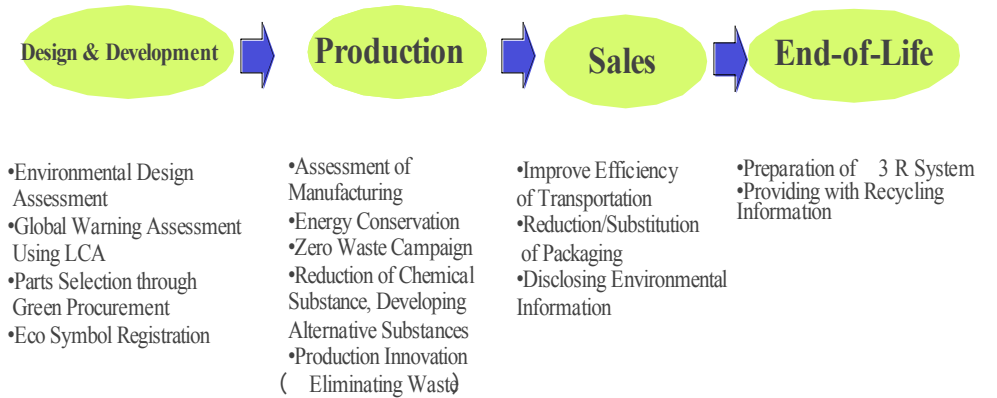 Design & Development
Production
Sales
End-of-Life
•Environmental Design
Assessment
•Global Warning Assessment
Using LCA
•Parts Selection through
Green Procurement
•Eco Symbol Registration
•Assessment of
Manufacturing
•Energy Conservation
•Zero Waste Campaign
•Reduction of Chemical
Substance, Developing
Alternative Substances
•Production Innovation
( Eliminating Waste)
•Improve Efficiency
of Transportation
•Reduction/Substitution
of Packaging
•Disclosing Environmental
Information
•Preparation of 3 R System
•Providing with Recycling
Information